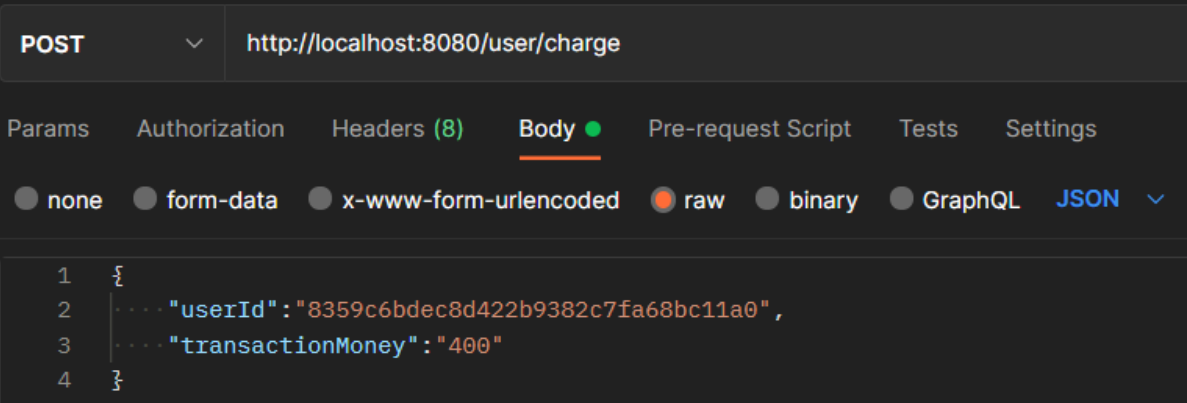 POST http://localhost:8080/user/charge
Params Authorization Headers (8) Body Pre-request Script Tests Settings
none form-data x-www-form-urlencoded raw binary GraphQL JSON
1 {
2 "userId":"8359c6bdec8d422b9382c7fa68bc11a0",
3 "transactionMoney":"400"
4 }